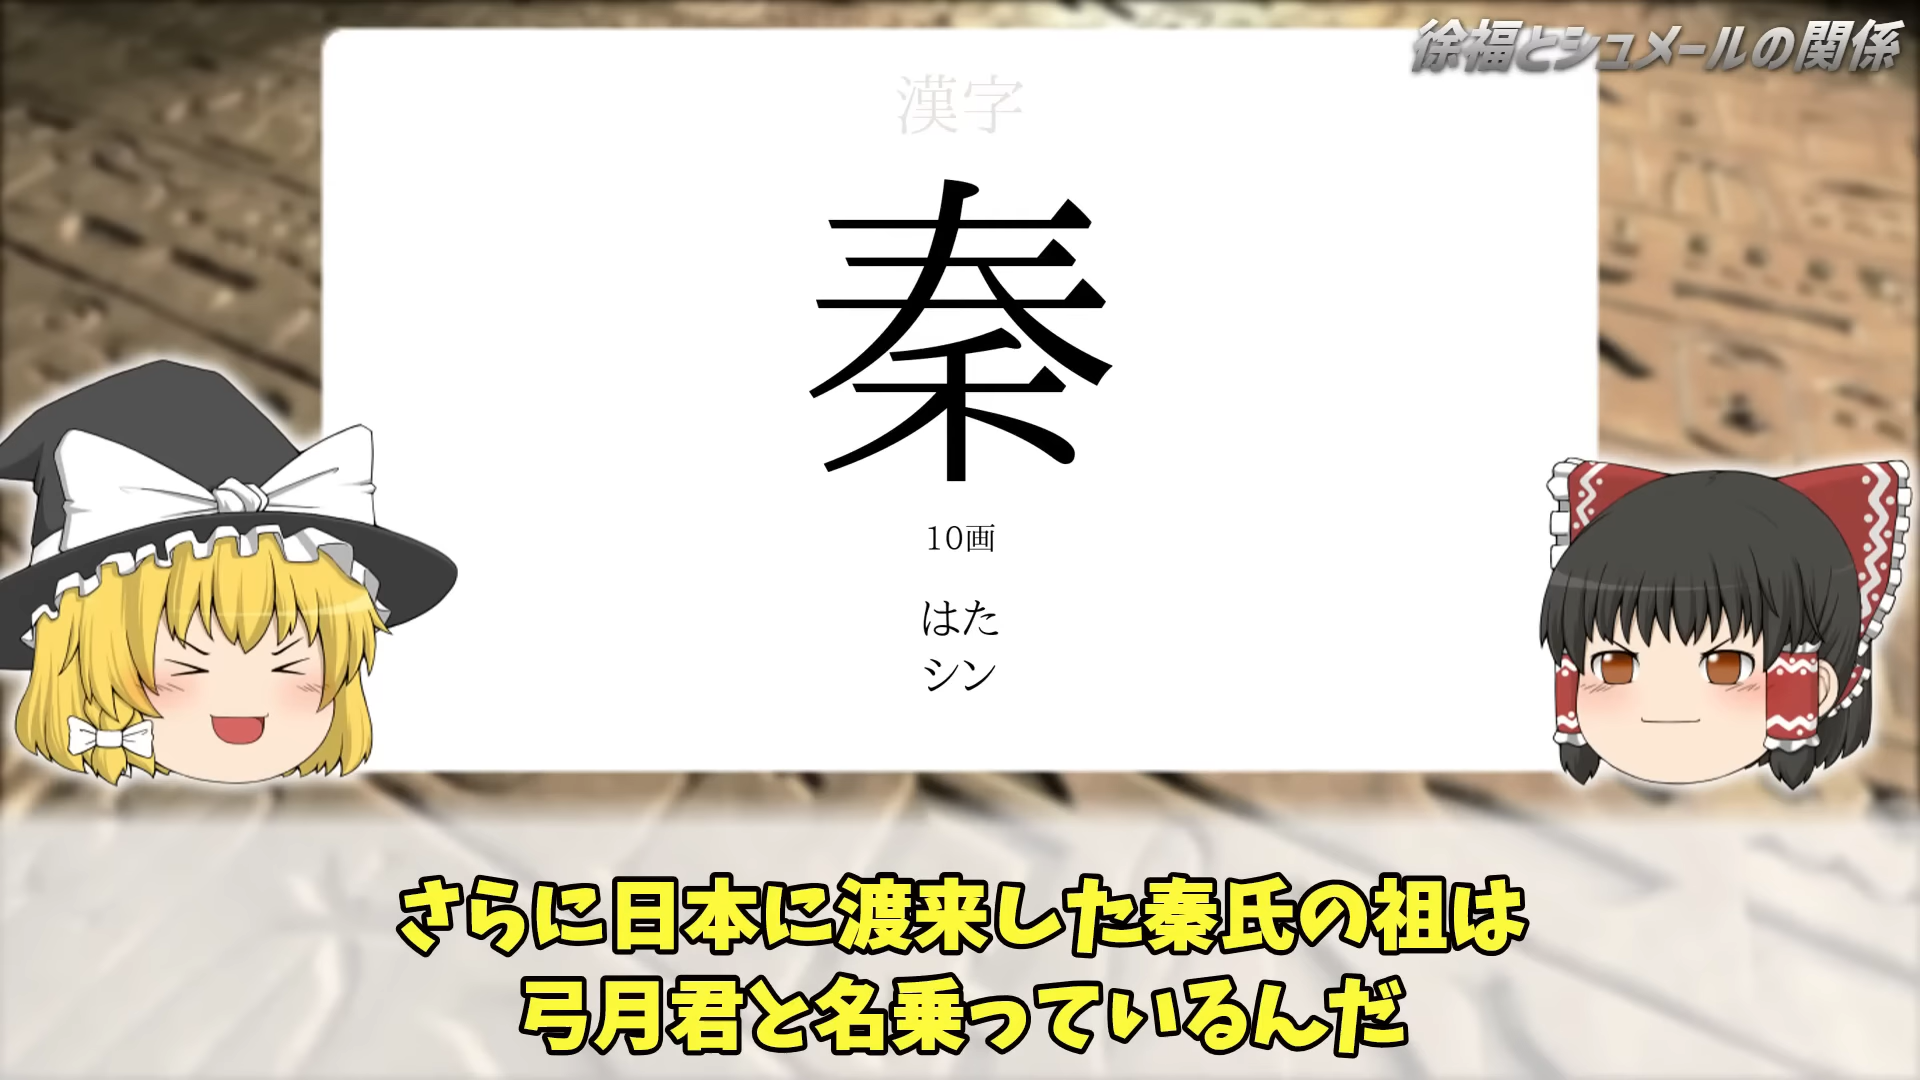 徐福とシュメールの関係
漢字
秦
10画
はた
シン
さらに日本に渡来した秦氏の祖は
弓月君と名乗っているんだ